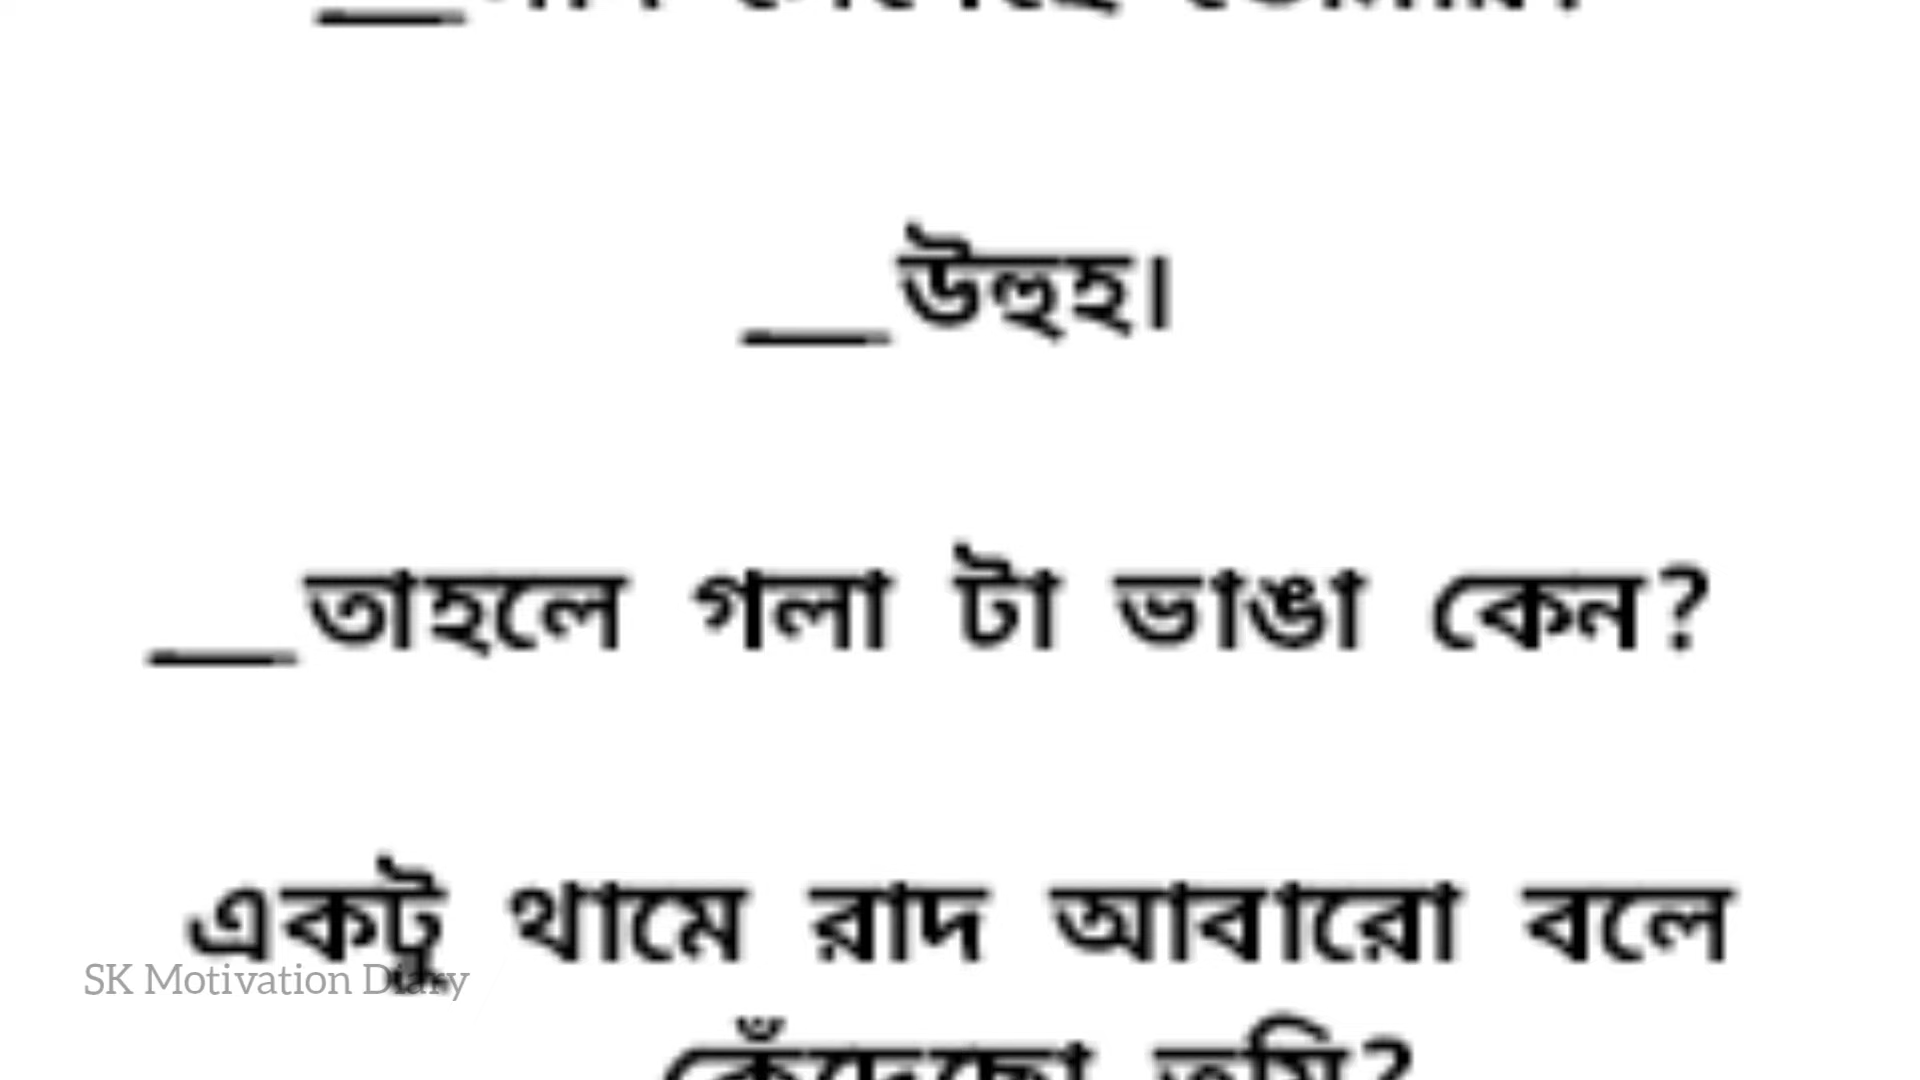 __উহুহ।
__তাহলে গলা টা ভাঙা কেন?
একটু থামে রাদ আবারো বলে
SK Motivation Diary
কেঁদেছো তুমি?